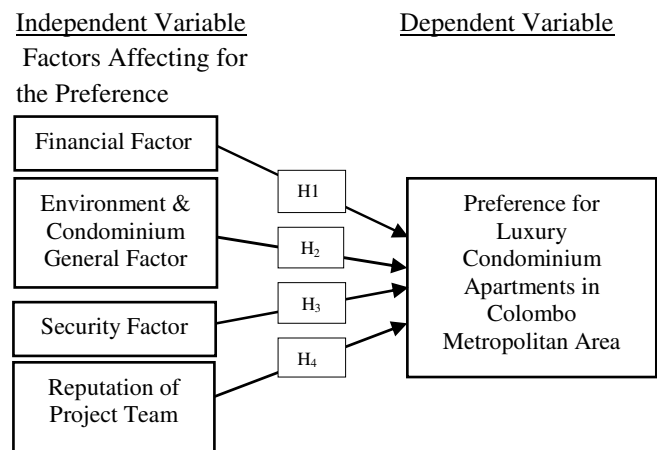 Independent Variable
Dependent Variable
Factors Affecting for
the Preference
Financial Factor
Environment &
Condominium
General Factor
Security Factor
Reputation of
Project Team
H1
H₂
H₃
H₄
Preference for
Luxury
Condominium
Apartments in
Colombo
Metropolitan Area